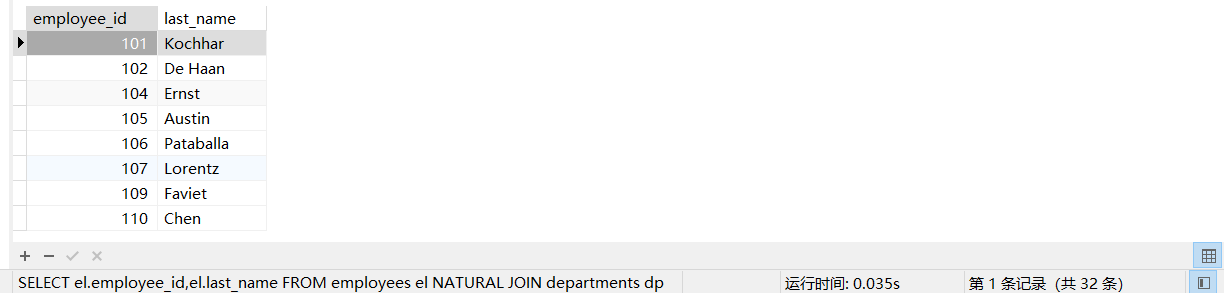 employee_id last_name
101 Kochhar
102 De Haan
104 Ernst
105 Austin
106 Pataballa
107 Lorentz
109 Faviet
110 Chen
SELECT el.employee_id,el.last_name FROM employees el NATURAL JOIN departments dp 运行时间: 0.035s 第 1 条记录 (共 32 条)